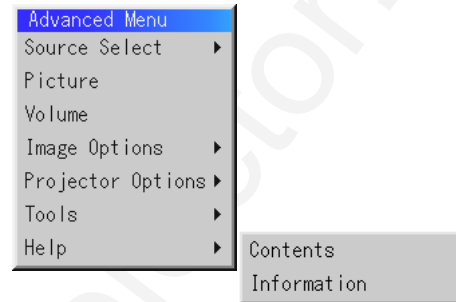 Advanced Menu
Source Select
Picture
Volume
Image Options
Projector Options
Tools
Help
Contents
Information